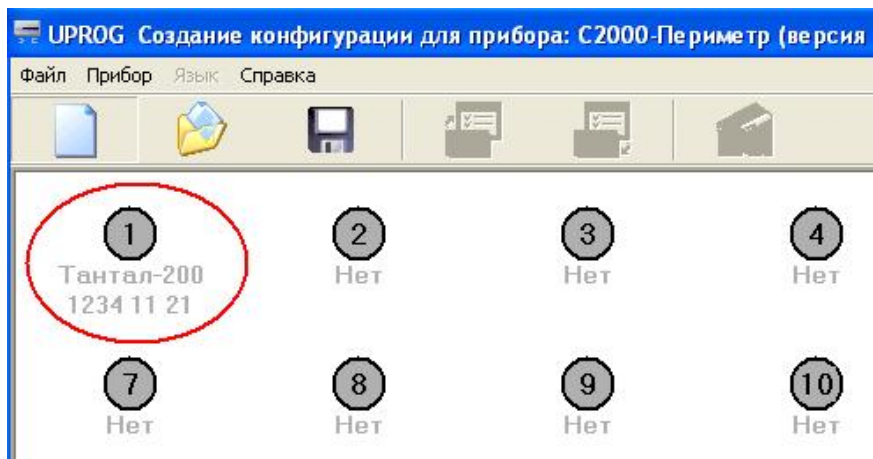 UPROG Создание конфигурации для прибора: С2000-Периметр (версия
Файл Прибор Язык Справка
1 2 3 4
Тантал-200 Нет Нет Нет
1234 11 21
7 8 9 10
Нет Нет Нет Нет